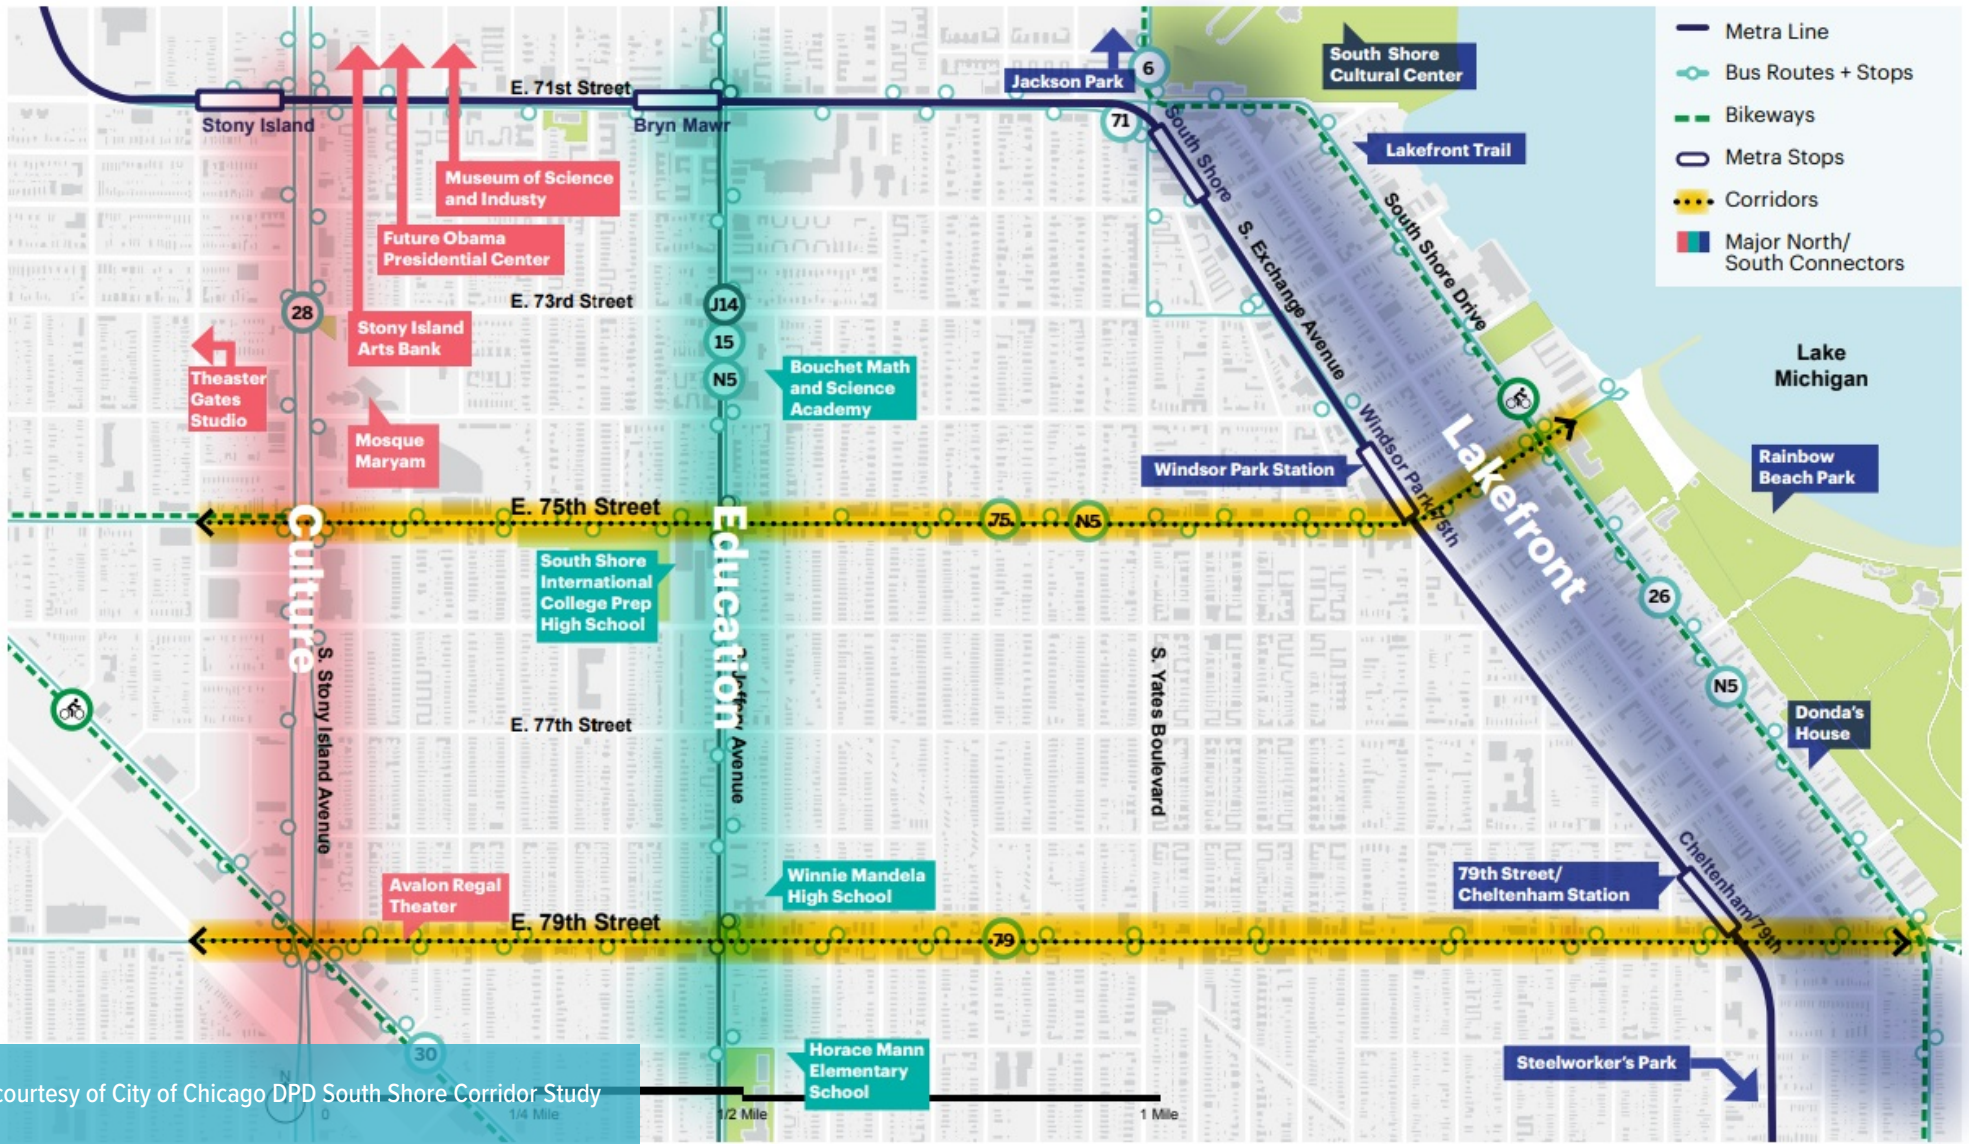 Metra Line
Bus Routes + Stops
Bikeways
Metra Stops
Corridors
Major North/
South Connectors
6
South Shore
Cultural Center
Jackson Park
E. 71st Street
Stony Island
Bryn Mawr
71
South Shore
Lakefront Trail
Museum of Science
and Industy
Future Obama
Presidential Center
S. Exchange Avenue
South Shore Drive
E. 73rd Street
28
Stony Island
Arts Bank
J14
15
N5
Bouchet Math
and Science
Academy
Theaster
Gates
Studio
Mosque
Maryam
Lake
Michigan
Windsor Park Station
Windsor Park/75th
Lakefront
Rainbow
Beach Park
E. 75th Street
75
N5
Culture
Education
South Shore
International
College Prep
High School
26
N5
S. Stony Island Avenue
S. Jeffery Avenue
S. Yates Boulevard
E. 77th Street
Donda's
House
Avalon Regal
Theater
Winnie Mandela
High School
79th Street/
Cheltenham Station
Cheltenham/79th
E. 79th Street
79
30
Horace Mann
Elementary
School
Steelworker's Park
courtesy of City of Chicago DPD South Shore Corridor Study
N
0
1/4 Mile
1/2 Mile
1 Mile